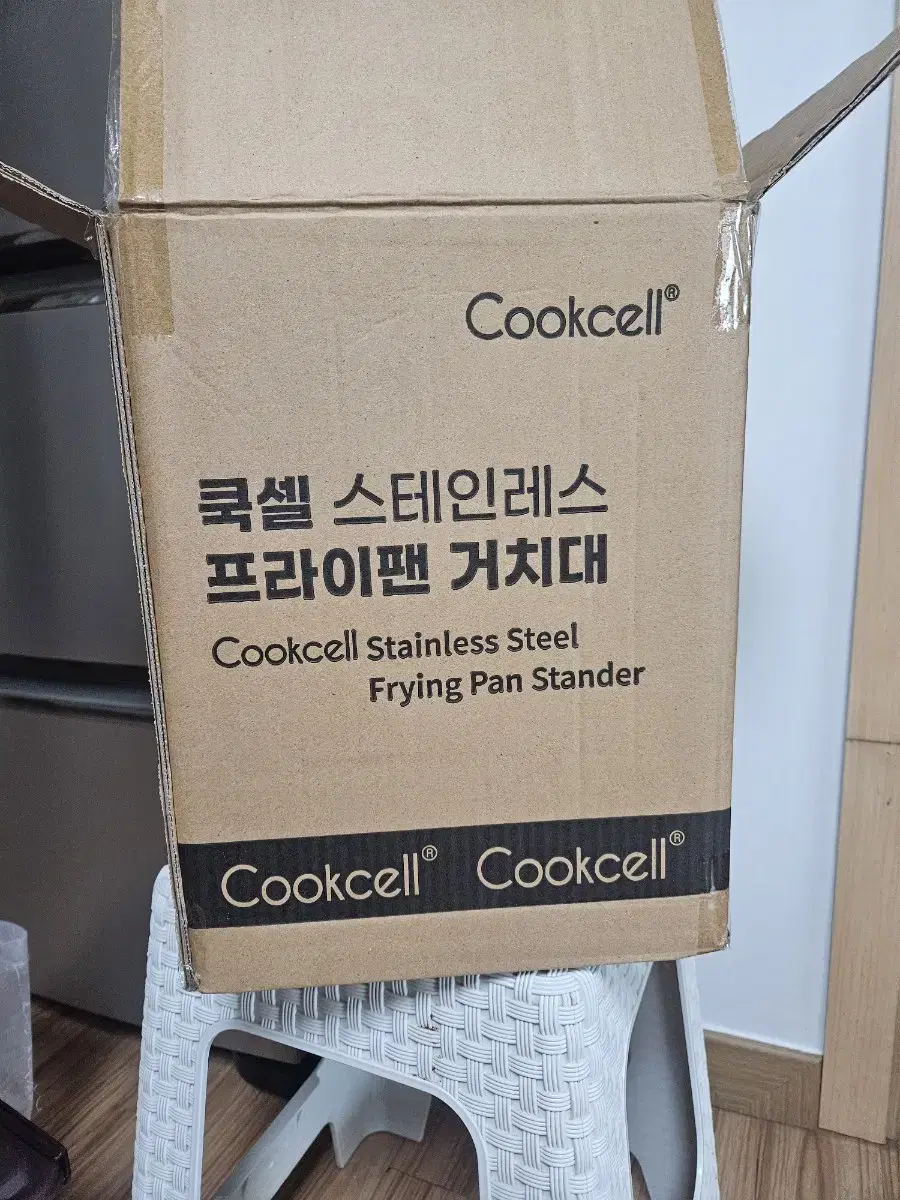 Cookcell®
쿡셀 스테인레스
프라이팬 거치대
Cookcell Stainless Steel
Frying Pan Stander
Cookcell® Cookcell®